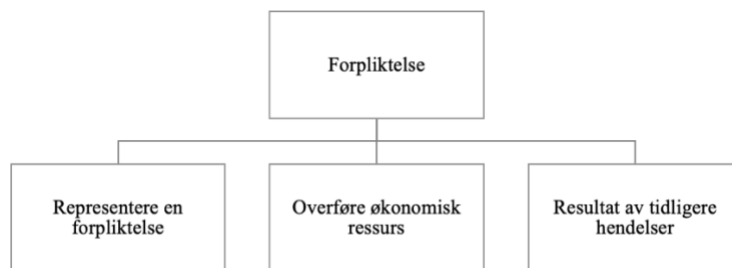 Forpliktelse
Representere en
forpliktelse
Overføre økonomisk
ressurs
Resultat av tidligere
hendelser